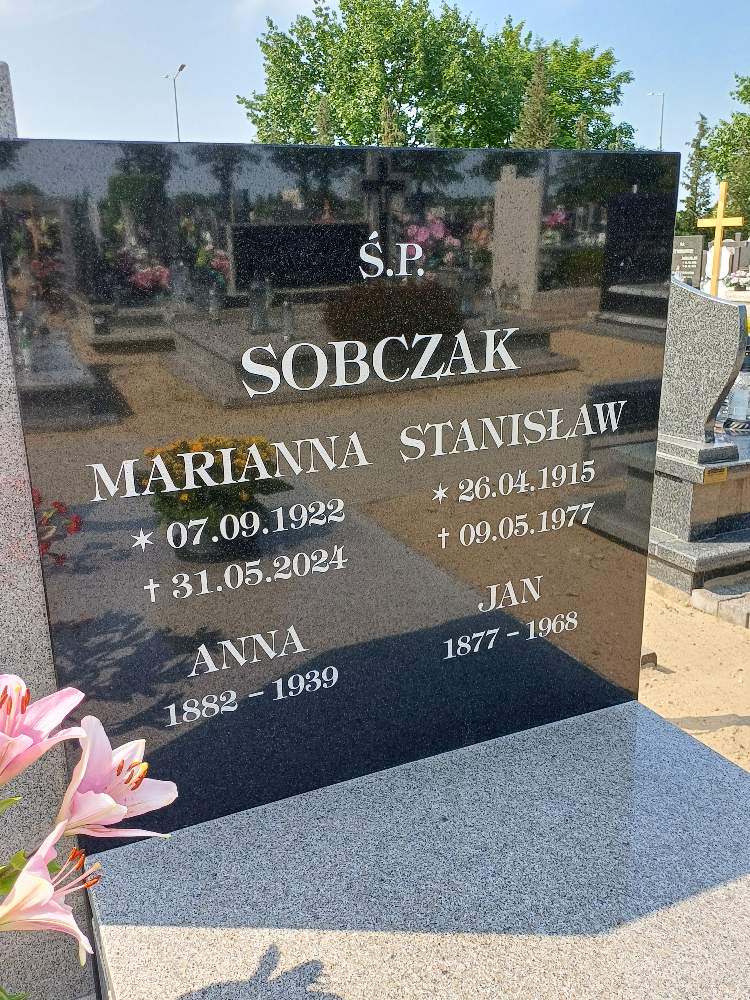 Ś.P.
SOBCZAK
MARIANNA
✶ 07.09.1922
† 31.05.2024
STANISŁAW
✶ 26.04.1915
† 09.05.1977
ANNA
1882 – 1939
JAN
1877 – 1968